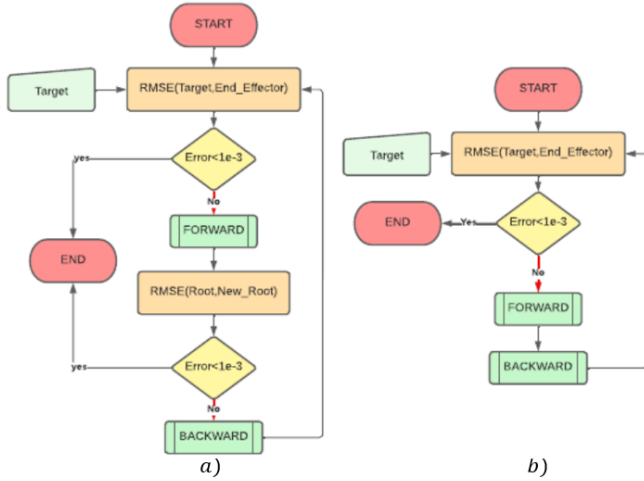 START
Target
RMSE(Target,End_Effector)
yes
Error<1e-3
No
FORWARD
END
RMSE(Root,New_Root)
yes
Error<1e-3
No
BACKWARD
a)
START
Target
RMSE(Target,End_Effector)
END
Yes
Error<1e-3
No
FORWARD
BACKWARD
b)